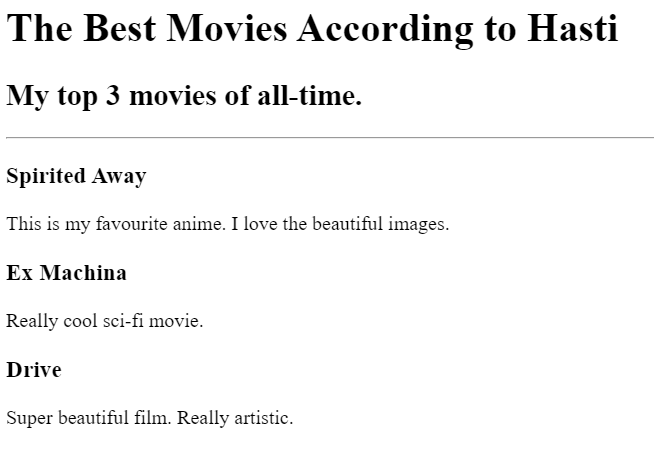 The Best Movies According to Hasti
My top 3 movies of all-time.
Spirited Away
This is my favourite anime. I love the beautiful images.
Ex Machina
Really cool sci-fi movie.
Drive
Super beautiful film. Really artistic.